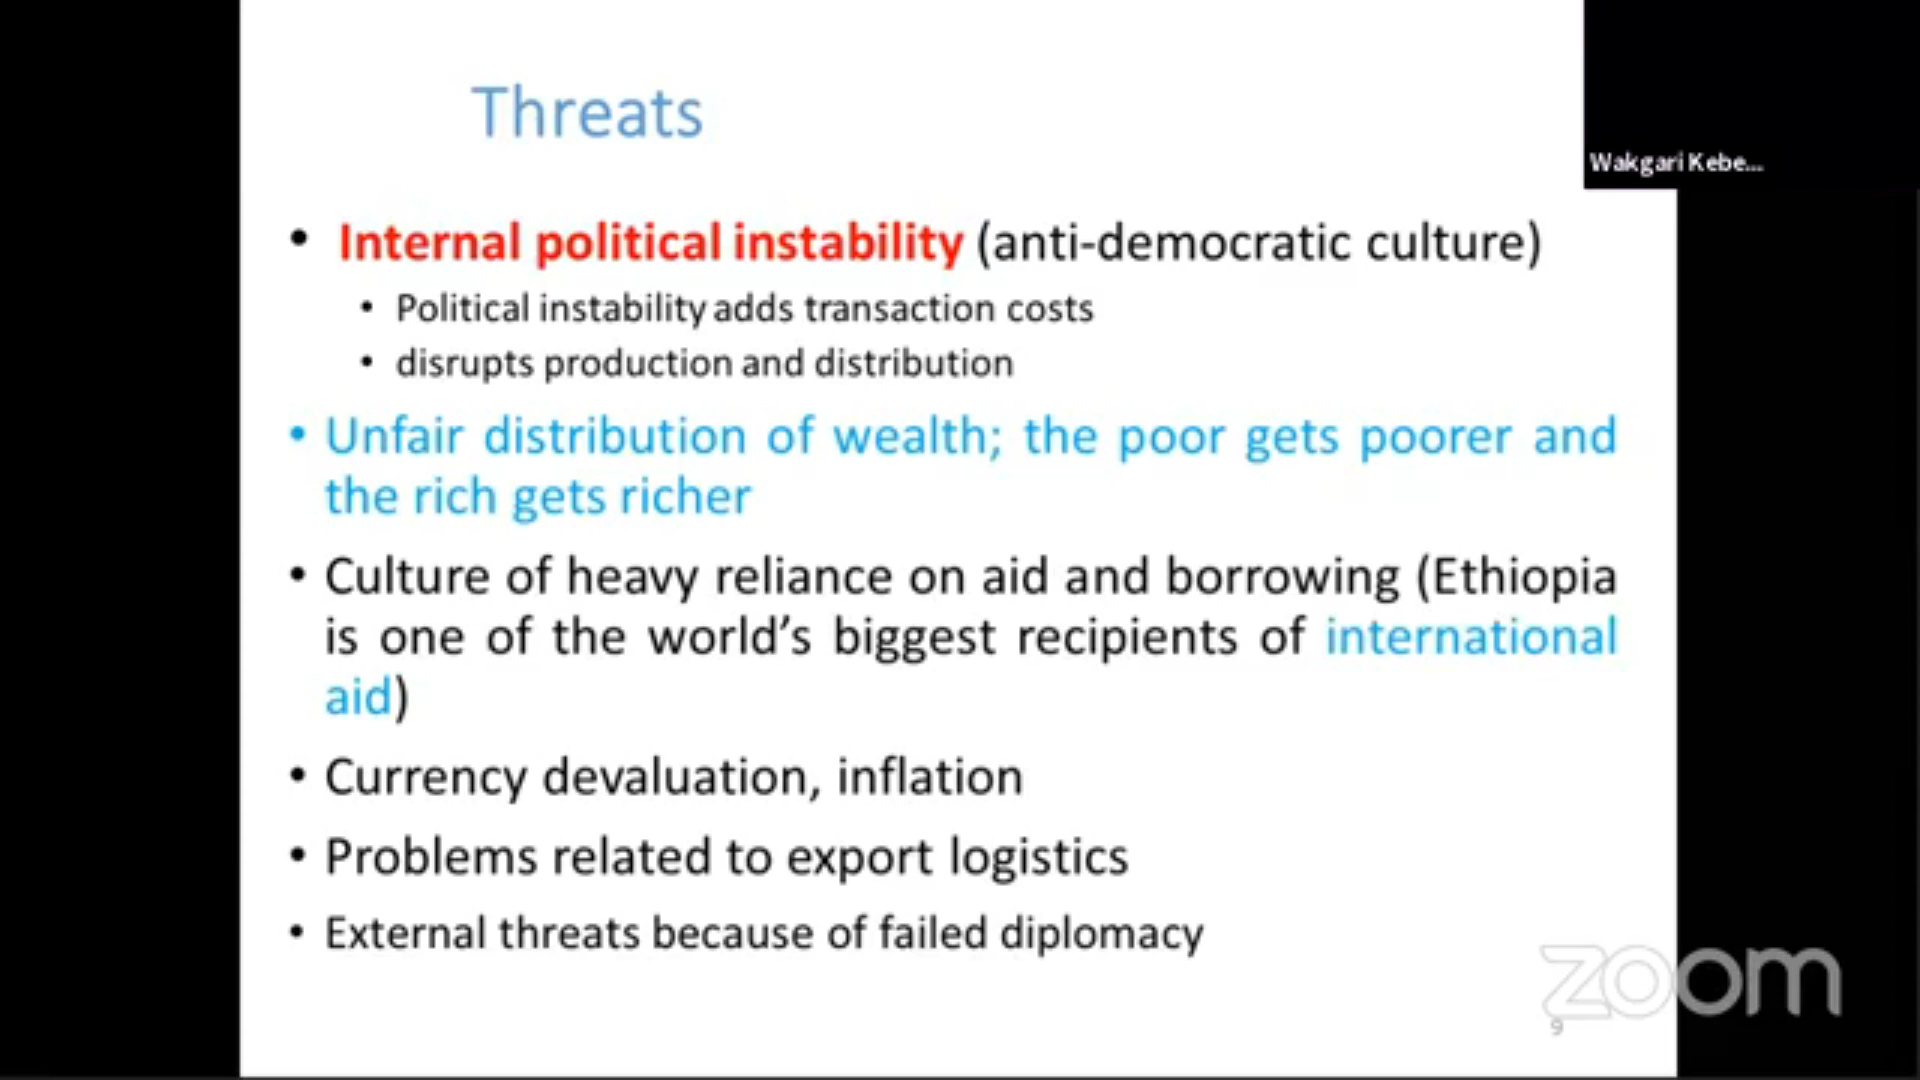 Threats
Wakgari Kebe...
• Internal political instability (anti-democratic culture)
• Political instability adds transaction costs
• disrupts production and distribution
• Unfair distribution of wealth; the poor gets poorer and
the rich gets richer
• Culture of heavy reliance on aid and borrowing (Ethiopia
is one of the world’s biggest recipients of international
aid)
• Currency devaluation, inflation
• Problems related to export logistics
• External threats because of failed diplomacy
zoom
9